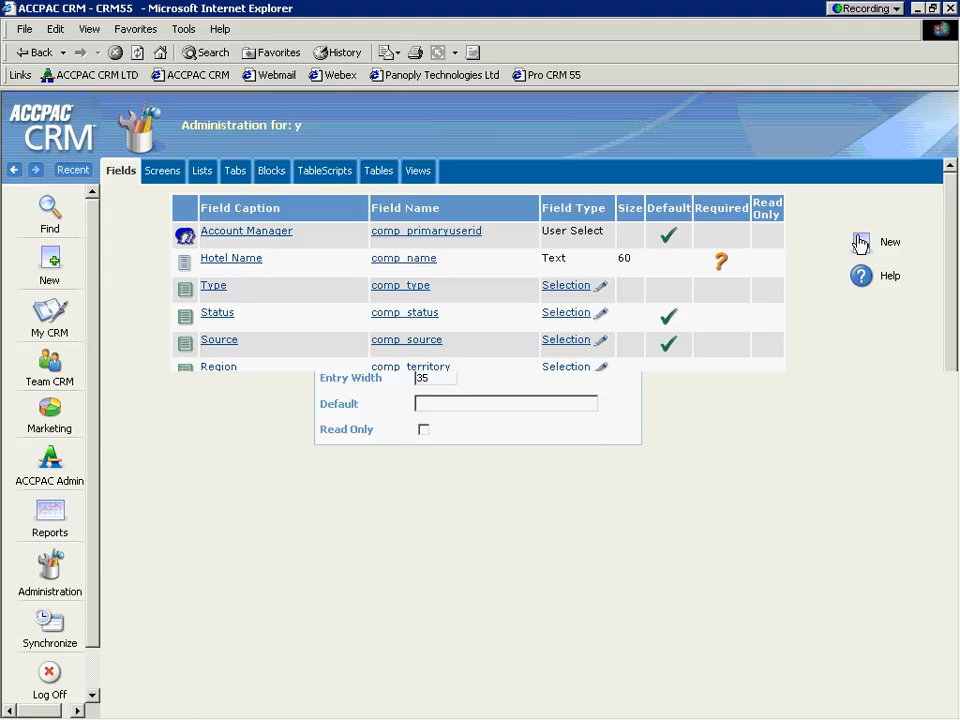 ACCPAC CRM - CRM55  - Microsoft Internet Explorer
Recording
File Edit View Favorites Tools Help
Back Search Favorites History
Links ACCPAC CRM LTD ACCPAC CRM Webmail Webex Panoply Technologies Ltd Pro CRM 55
ACCPAC
CRM
Administration for: y
Recent Fields Screens Lists Tabs Blocks TableScripts Tables Views
Field Caption Field Name Field Type Size Default Required Read Only
Account Manager comp_primaryuserid User Select
Hotel Name comp_name Text 60 ?
Type comp_type Selection
Status comp_status Selection
Source comp_source Selection
Region comp_territory Selection
Entry Width 35
Default
Read Only
New
Help
Find
New
My CRM
Team CRM
Marketing
ACCPAC Admin
Reports
Administration
Synchronize
Log Off